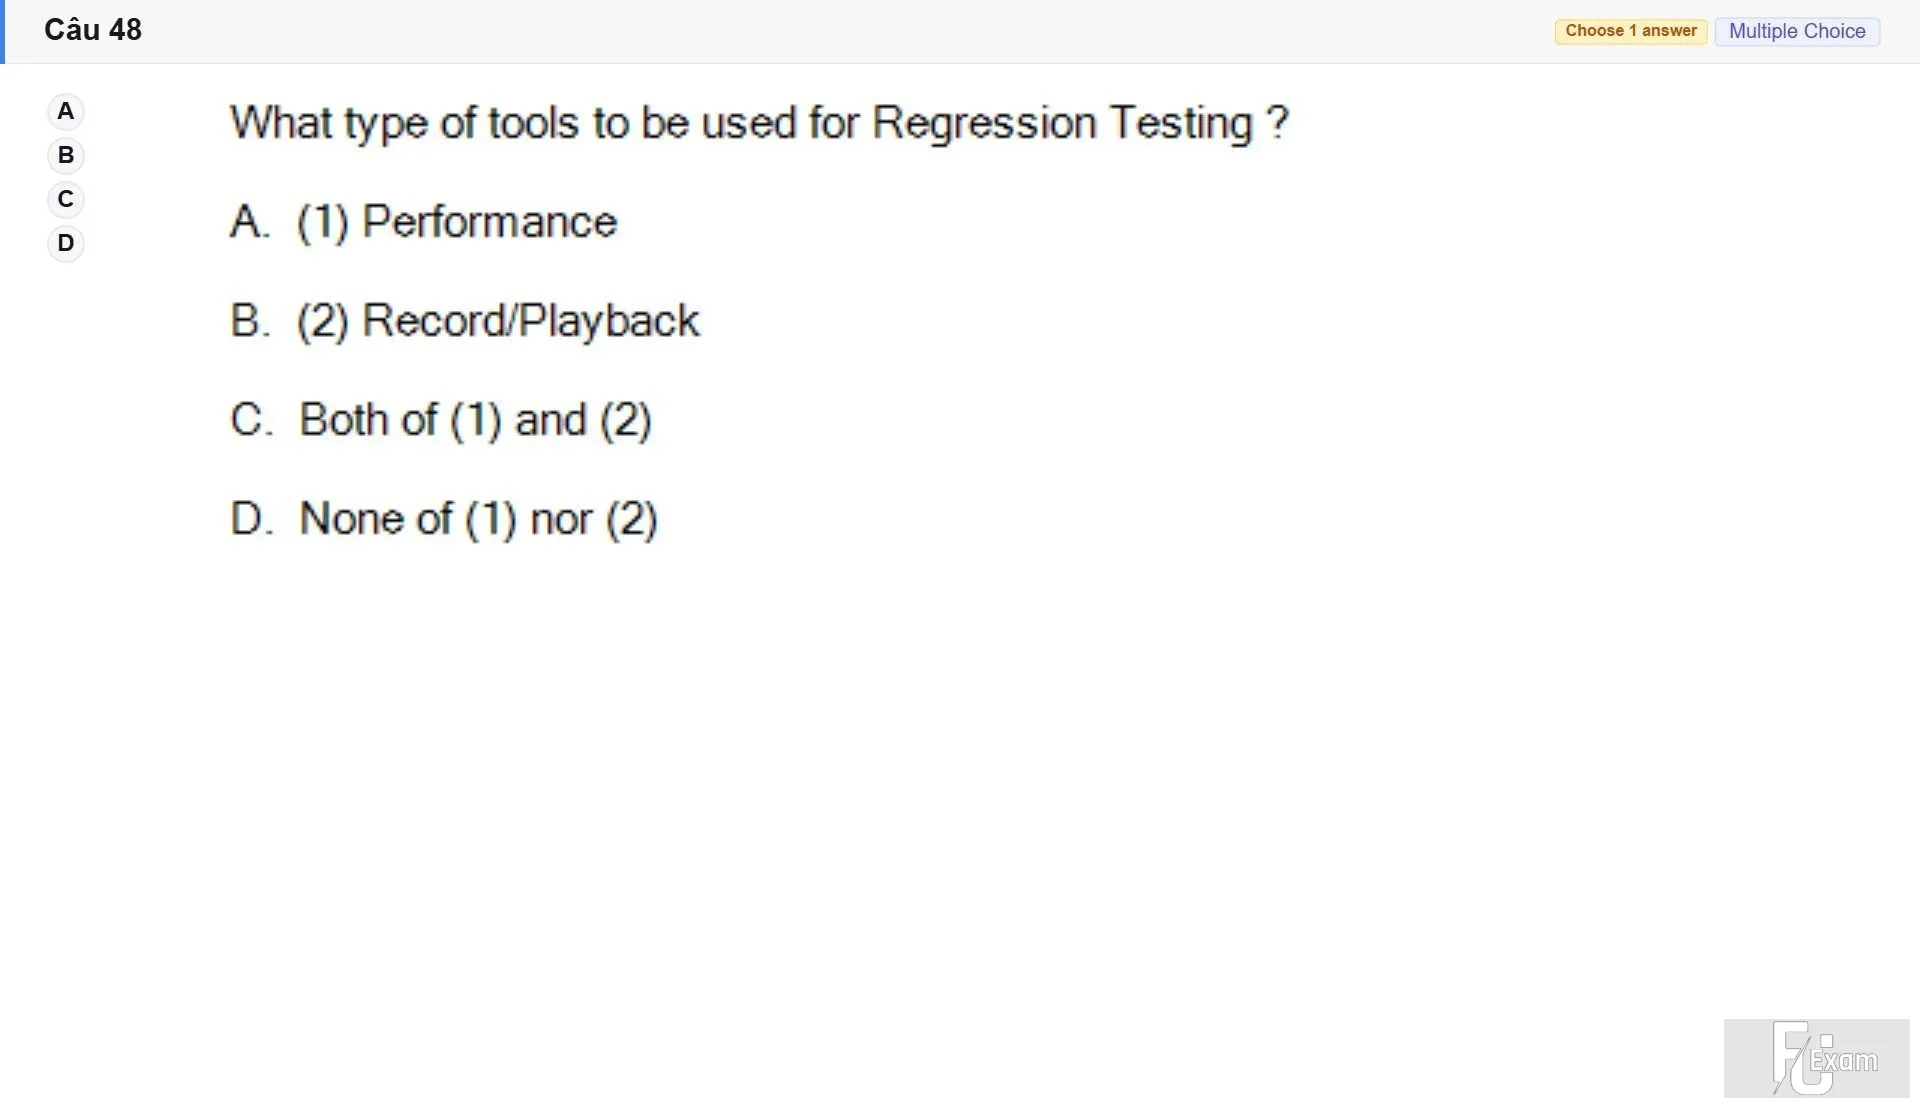 Câu 48
Choose 1 answer
Multiple Choice
A
B
C
D
What type of tools to be used for Regression Testing ?
A. (1) Performance
B. (2) Record/Playback
C. Both of (1) and (2)
D. None of (1) nor (2)
FU Exam